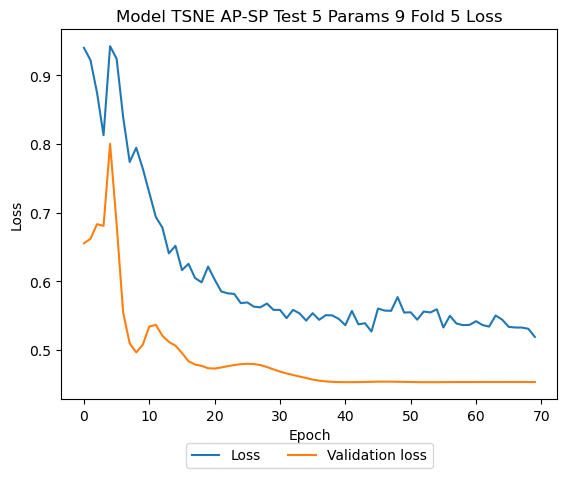 Model TSNE AP-SP Test 5 Params 9 Fold 5 Loss
0.9
0.8
0.7
0.6
0.5
Loss
0 10 20 30 40 50 60 70
Epoch
Loss Validation loss